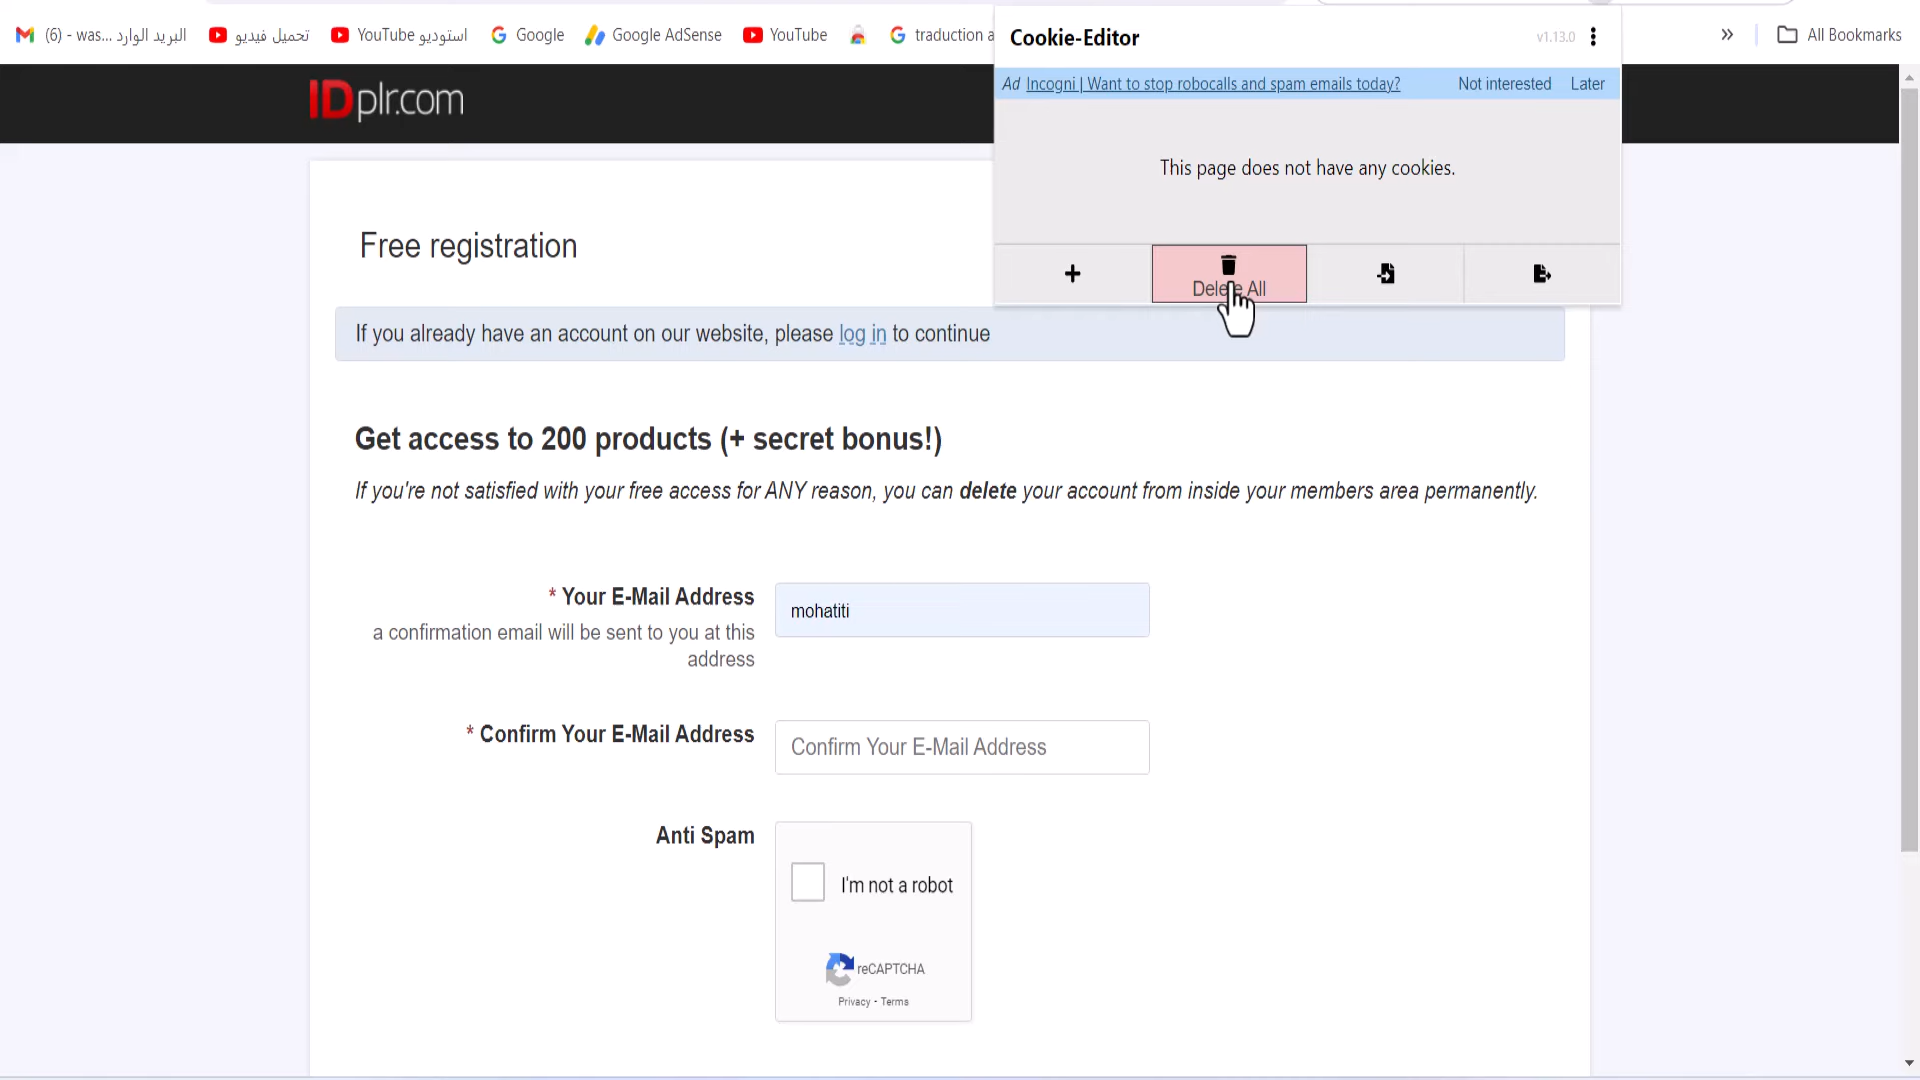 (6) - was... البريد الوارد
تحميل فيديو
استوديو YouTube
Google
Google AdSense
YouTube
traduction a
All Bookmarks
IDplr.com
Cookie-Editor
v1.13.0
Ad Incogni | Want to stop robocalls and spam emails today? Not interested Later
This page does not have any cookies.
Delete All
Free registration
If you already have an account on our website, please log in to continue
Get access to 200 products (+ secret bonus!)
If you're not satisfied with your free access for ANY reason, you can delete your account from inside your members area permanently.
* Your E-Mail Address
mohatiti
a confirmation email will be sent to you at this
address
* Confirm Your E-Mail Address
Confirm Your E-Mail Address
Anti Spam
I'm not a robot
reCAPTCHA
Privacy - Terms